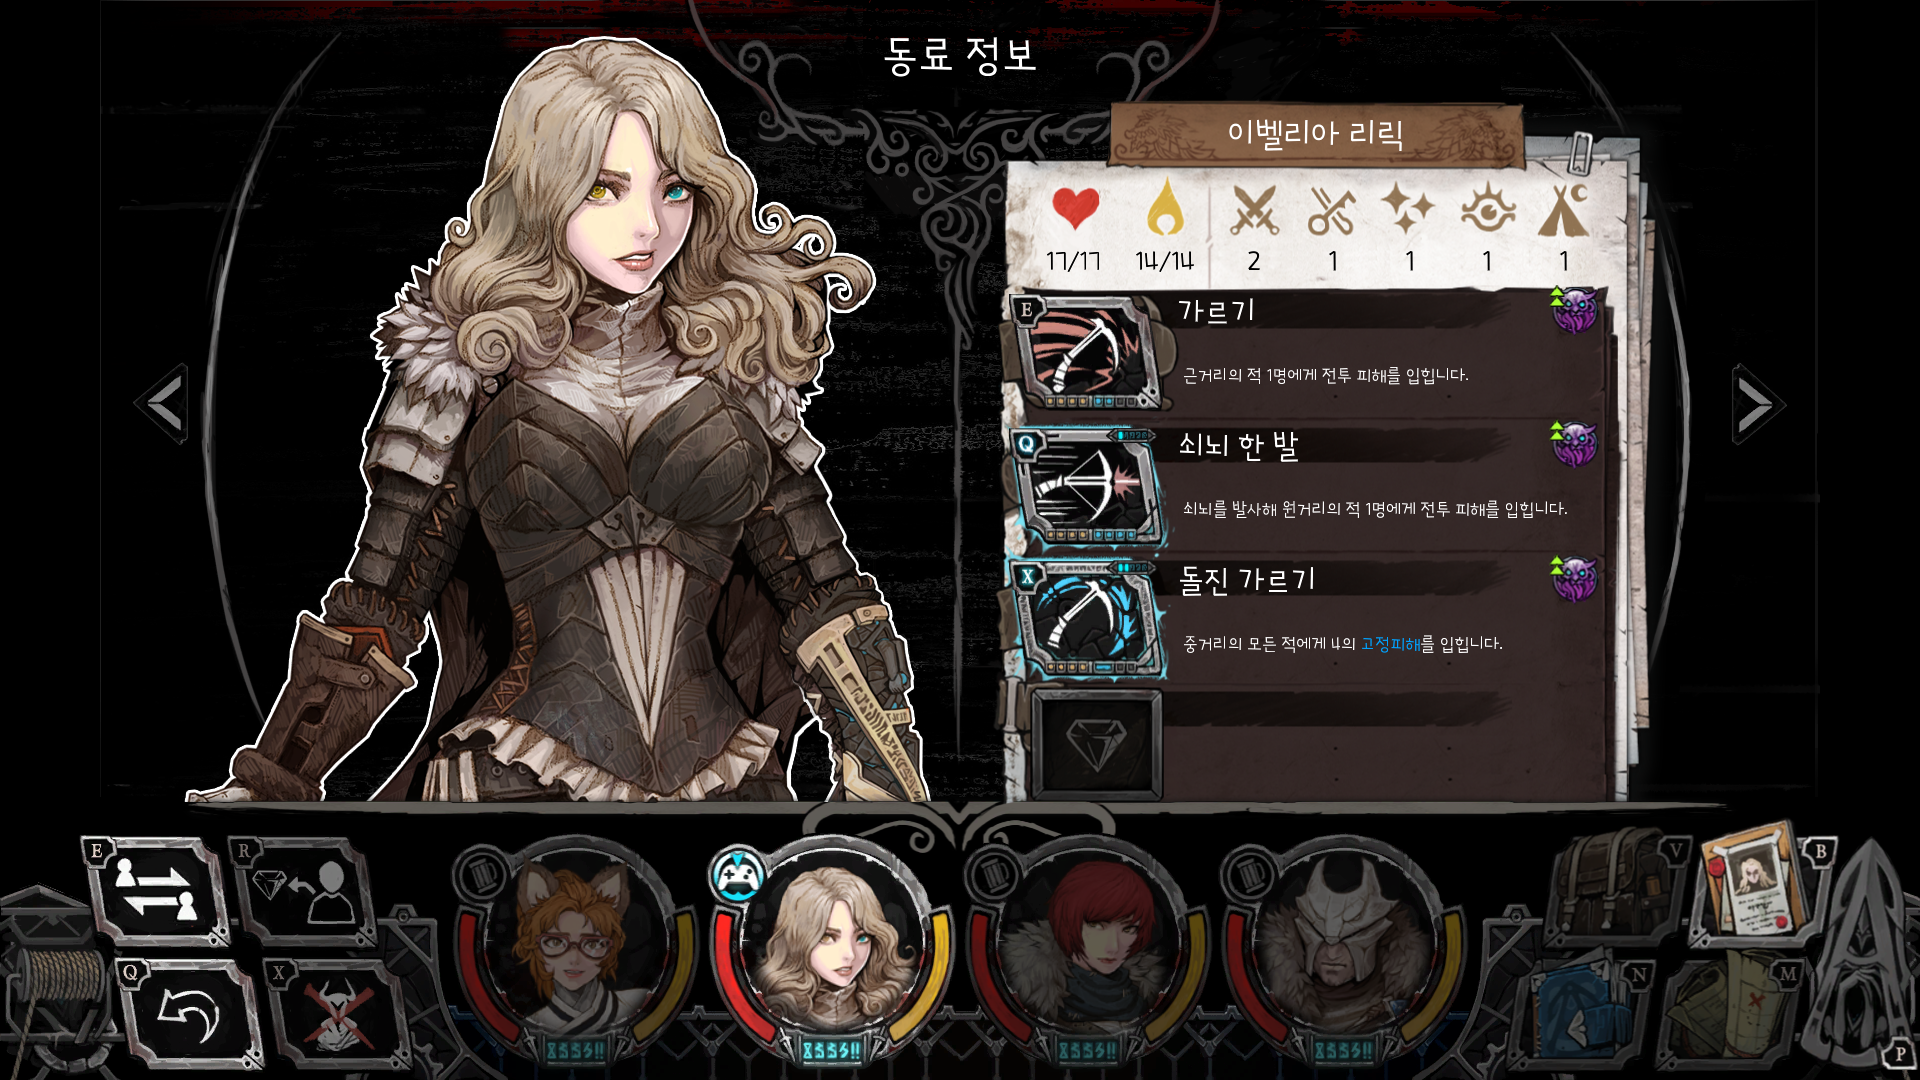 동료 정보
이벨리아 리릭
17/17 14/14 2 1 1 1 1
E 가르기
근거리의 적 1명에게 전투 피해를 입힙니다.
Q 쇠뇌 한 발
쇠뇌를 발사해 원거리의 적 1명에게 전투 피해를 입힙니다.
X 돌진 가르기
중거리의 모든 적에게 4의 고정피해를 입힙니다.
E R V B
Q X N M
P